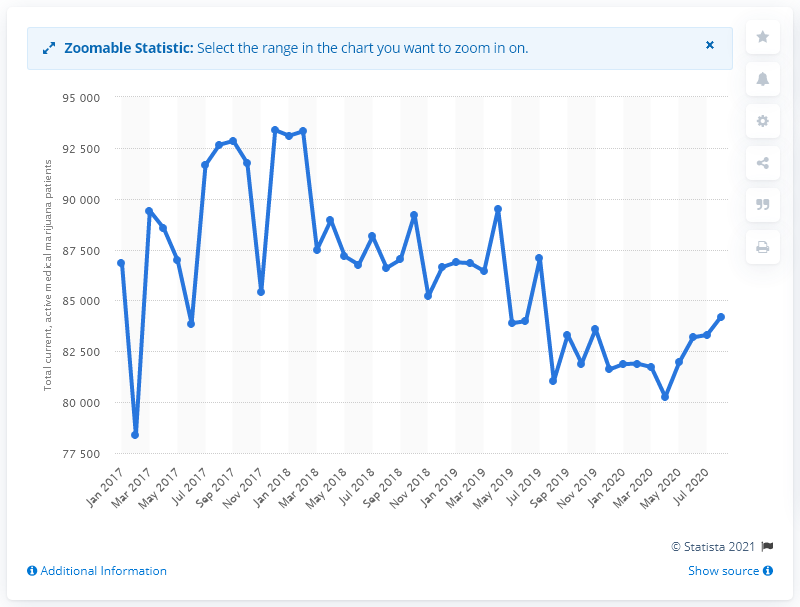 Zoomable Statistic: Select the range in the chart you want to zoom in on.
×
95 000
92 500
90 000
87 500
85 000
82 500
80 000
77 500
Total current, active medical marijuana patients
Jan 2017
Mar 2017
May 2017
Jul 2017
Sep 2017
Nov 2017
Jan 2018
Mar 2018
May 2018
Jul 2018
Sep 2018
Nov 2018
Jan 2019
Mar 2019
May 2019
Jul 2019
Sep 2019
Nov 2019
Jan 2020
Mar 2020
May 2020
Jul 2020
© Statista 2021
Additional Information
Show source